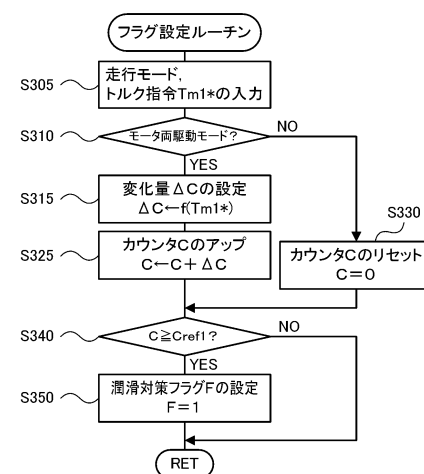 フラグ設定ルーチン
S305
走行モード,
トルク指令Tm1*の入力
S310
モータ両駆動モード?
NO
YES
S315
変化量ΔCの設定
ΔC←f(Tm1*)
S330
S325
カウンタCのアップ
C←C+ΔC
カウンタCのリセット
C=0
S340
C≧Cref1?
NO
YES
S350
潤滑対策フラグFの設定
F=1
RET